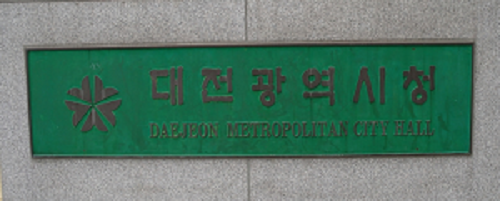 대전광역시청
DAEJEON METROPOLITAN CITY HALL